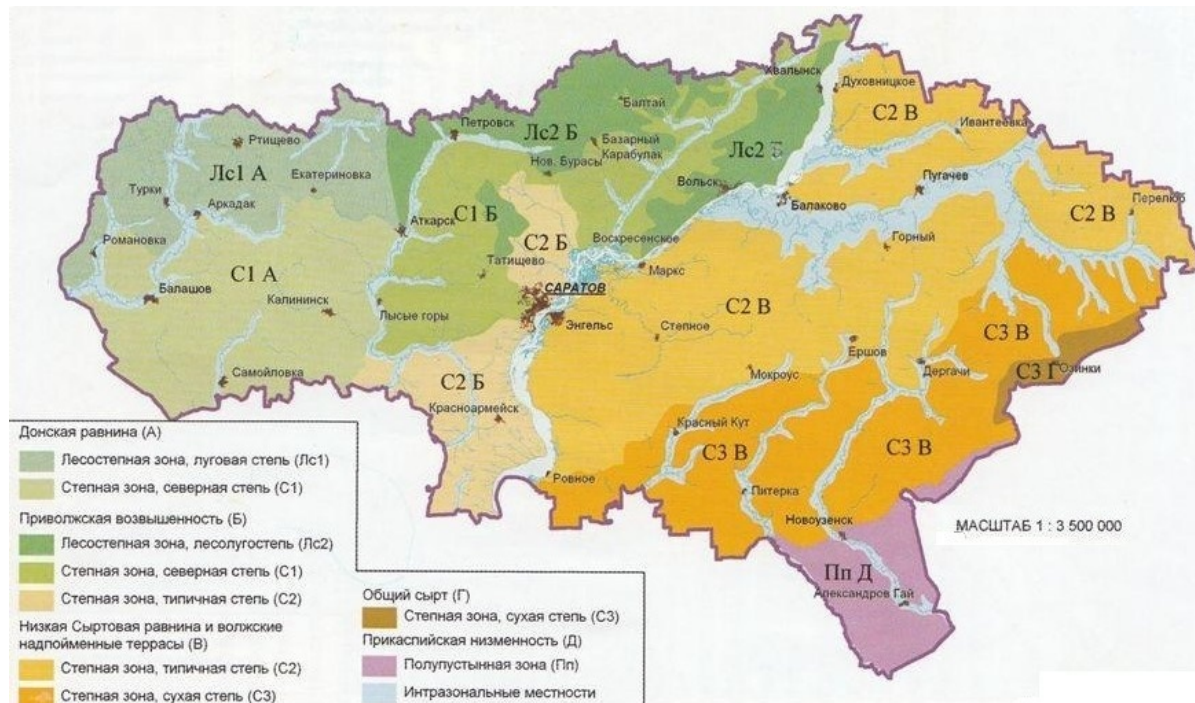 Хвалынск
Духовницкое
Балтай
С2 В
Петровск
Лс2 Б
Ивантеевка
Ртищево
Базарный
Карабулак
Лс2 Б
Нов. Бурасы
Лс1 А
Екатериновка
Вольск
Пугачев
Турки
Балаково
С2 В
Перелюб
Аркадак
С1 Б
Аткарск
Романовка
С2 Б
Воскресенское
Горный
Татищево
Маркс
С1 А
САРАТОВ
Балашов
Калининск
Лысые горы
Энгельс
С2 В
Степное
С3 В
Ершов
Самойловка
С2 Б
Мокроус
Дергачи
С3 Г
Озинки
Красноармейск
Красный Кут
С3 В
С3 В
Ровное
Питерка
Новоузенск
МАСШТАБ 1 : 3 500 000
Пп Д
Александров Гай
Донская равнина (А)
Лесостепная зона, луговая степь (Лс1)
Степная зона, северная степь (С1)
Приволжская возвышенность (Б)
Лесостепная зона, лесолугостепь (Лс2)
Степная зона, северная степь (С1)
Степная зона, типичная степь (С2)
Низкая Сыртовая равнина и волжские
надпойменные террасы (В)
Степная зона, типичная степь (С2)
Степная зона, сухая степь (С3)
Общий сырт (Г)
Степная зона, сухая степь (С3)
Прикаспийская низменность (Д)
Полупустынная зона (Пп)
Интразональные местности